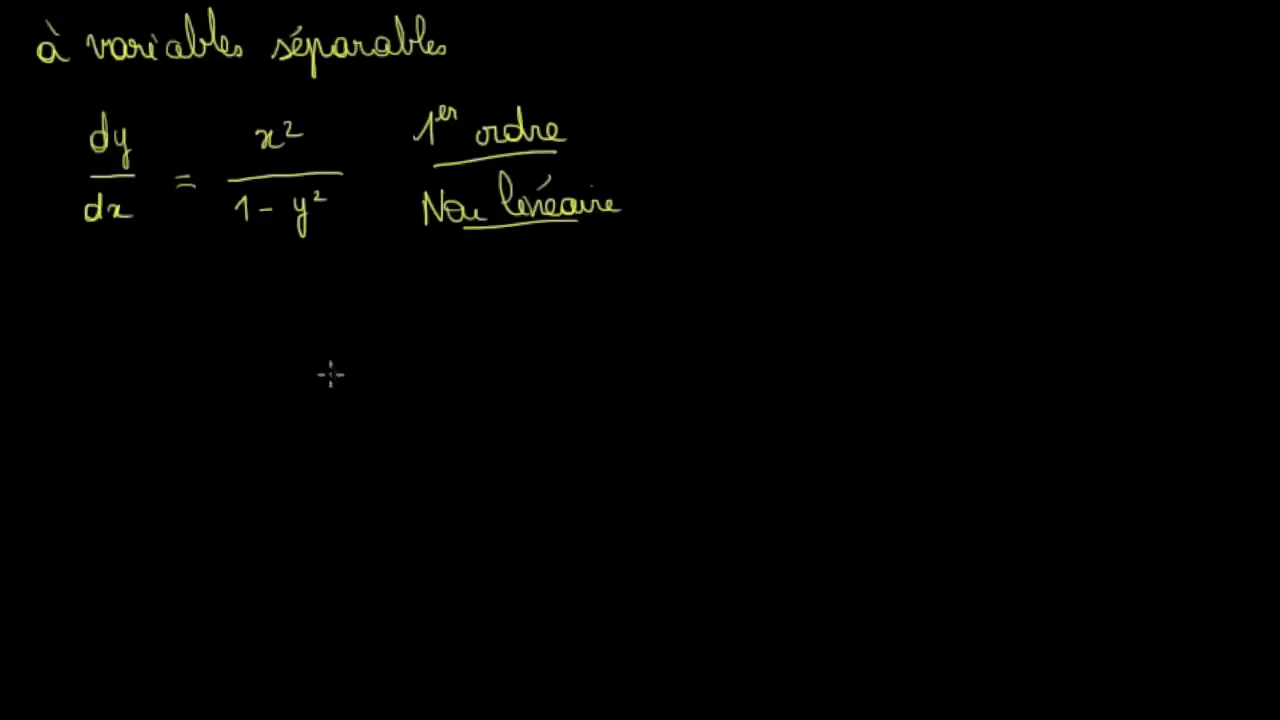 à variables séparables
dy/dx = x²/(1 - y²)
1er ordre
Non linéaire